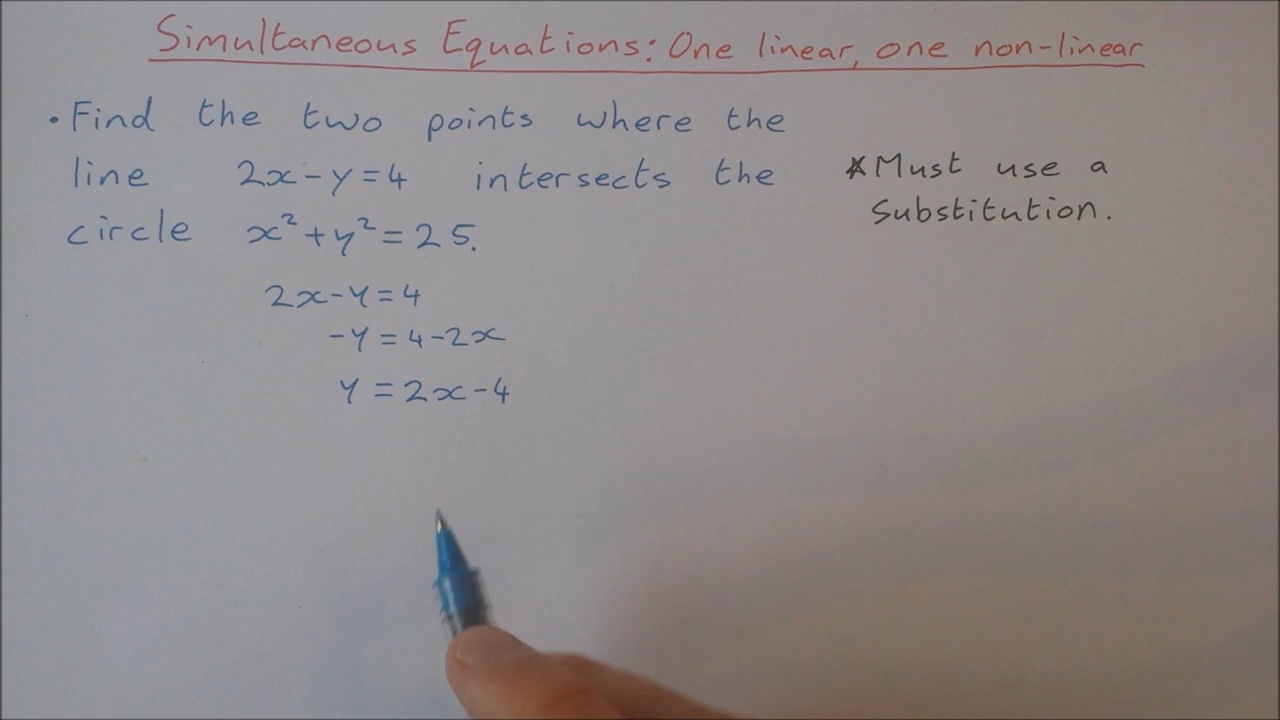 Simultaneous Equations: One linear, one non-linear
• Find the two points where the
line 2x-y=4 intersects the
circle x²+y²=25.
*Must use a
Substitution.
2x-y=4
-y=4-2x
y=2x-4